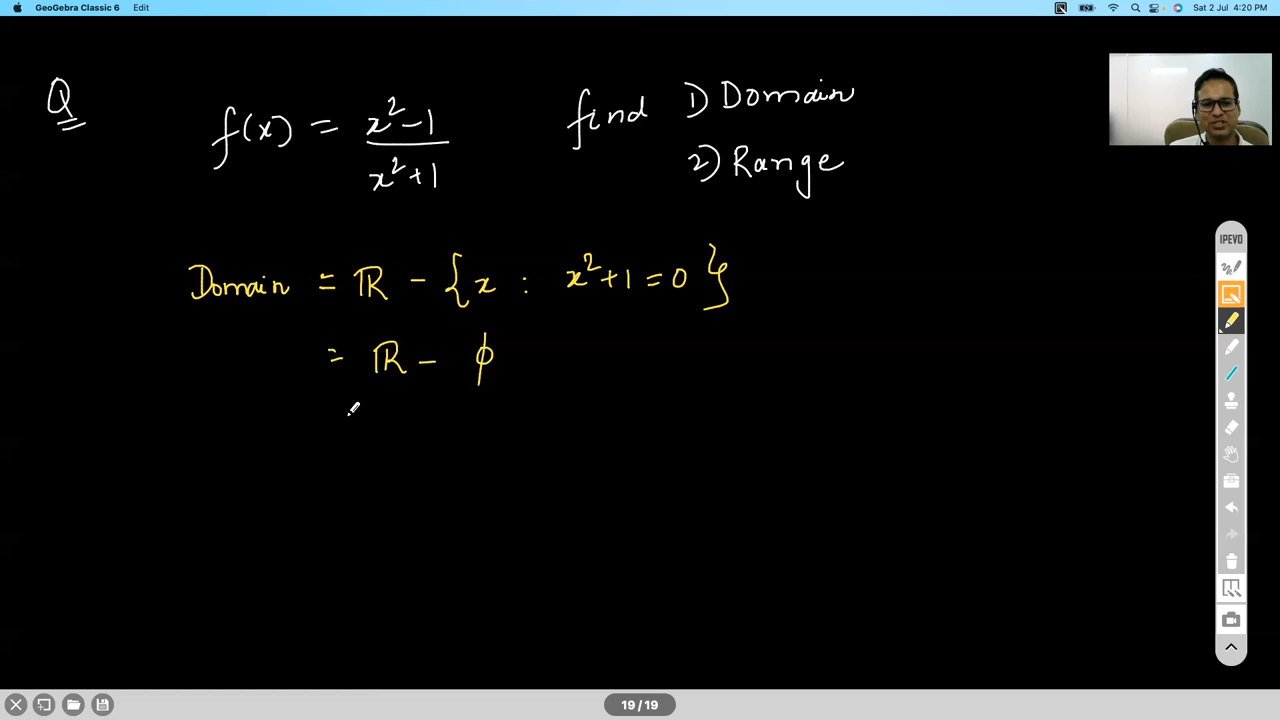 GeoGebra Classic 6 Edit Sat 2 Jul 4:20 PM
Q f(x) = x²-1 / x²+1 find 1) Domain
2) Range
Domain = ℝ - {x : x²+1 = 0}
= ℝ - ϕ
IPEVO
19/19